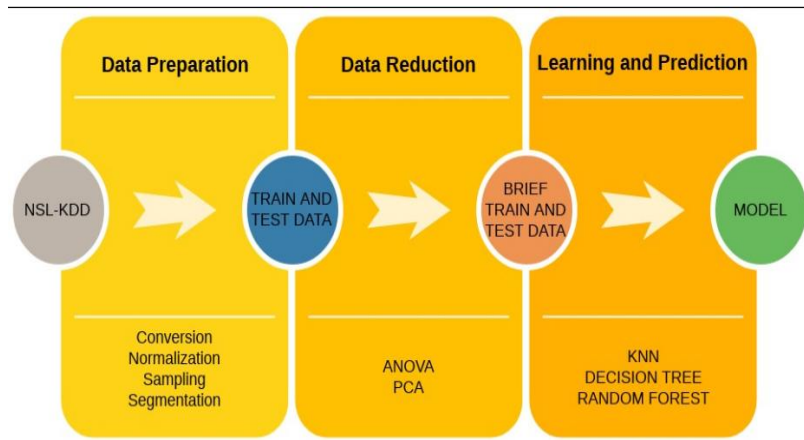 Data Preparation
Data Reduction
Learning and Prediction
NSL-KDD
TRAIN AND
TEST DATA
BRIEF
TRAIN AND
TEST DATA
MODEL
Conversion
Normalization
Sampling
Segmentation
ANOVA
PCA
KNN
DECISION TREE
RANDOM FOREST